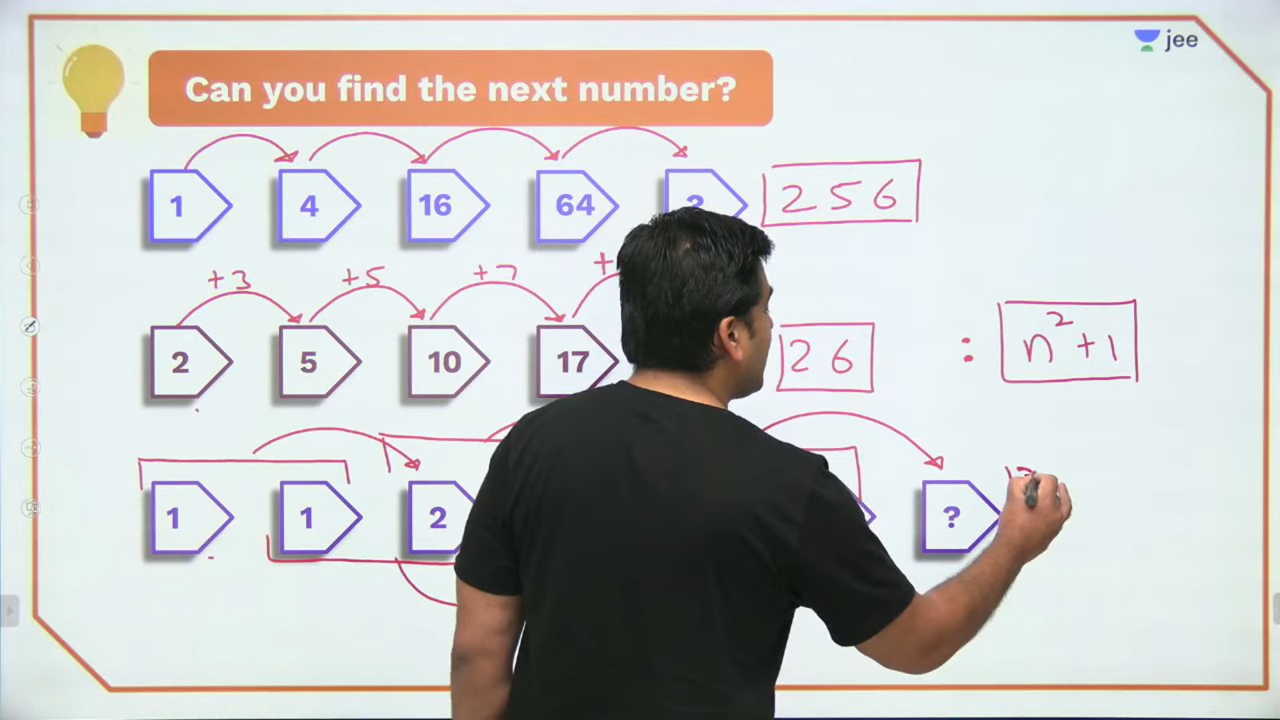 jee
Can you find the next number?
1 4 16 64 ? 256
+3 +5 +7 +
2 5 10 17 26 : n²+1
1 1 2 ?